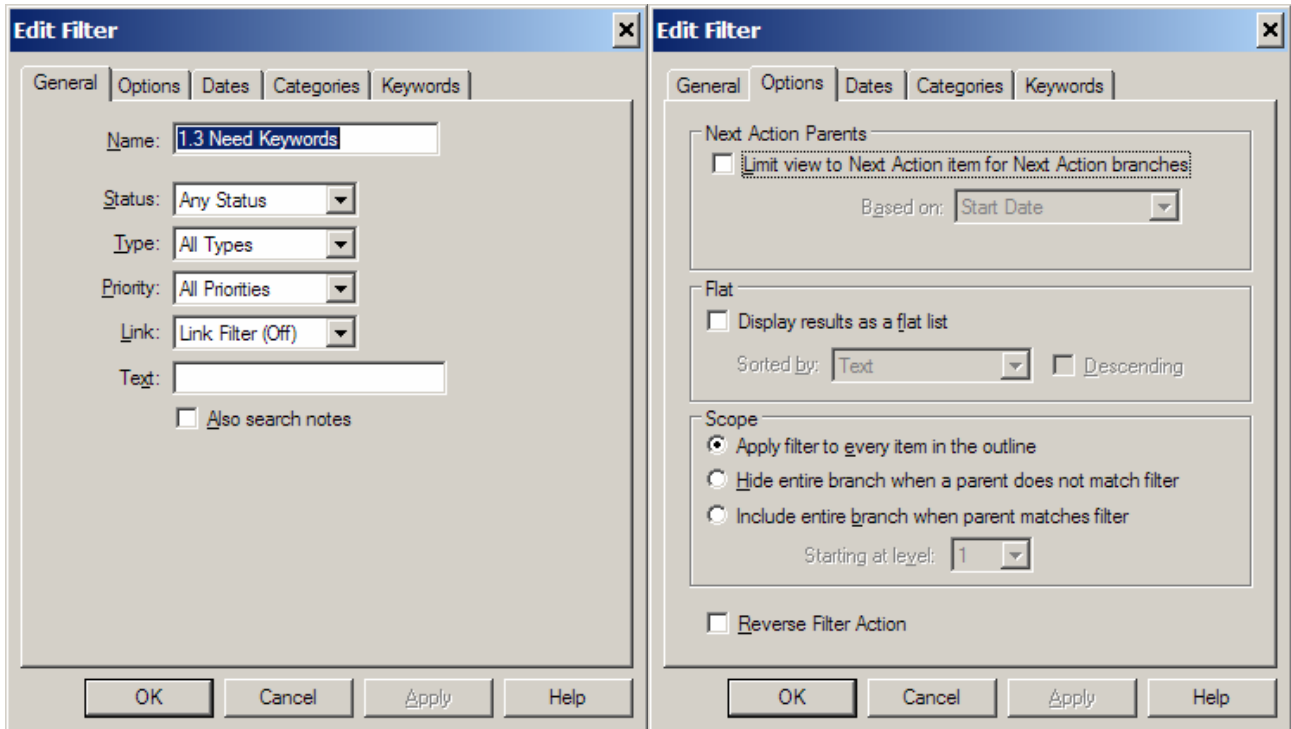 Edit Filter
General Options Dates Categories Keywords
Name: 1.3 Need Keywords
Status: Any Status
Type: All Types
Priority: All Priorities
Link: Link Filter (Off)
Text:
Also search notes
OK Cancel Apply Help
Edit Filter
General Options Dates Categories Keywords
Next Action Parents
Limit view to Next Action item for Next Action branches
Based on: Start Date
Flat
Display results as a flat list
Sorted by: Text Descending
Scope
Apply filter to every item in the outline
Hide entire branch when a parent does not match filter
Include entire branch when parent matches filter
Starting at level: 1
Reverse Filter Action
OK Cancel Apply Help